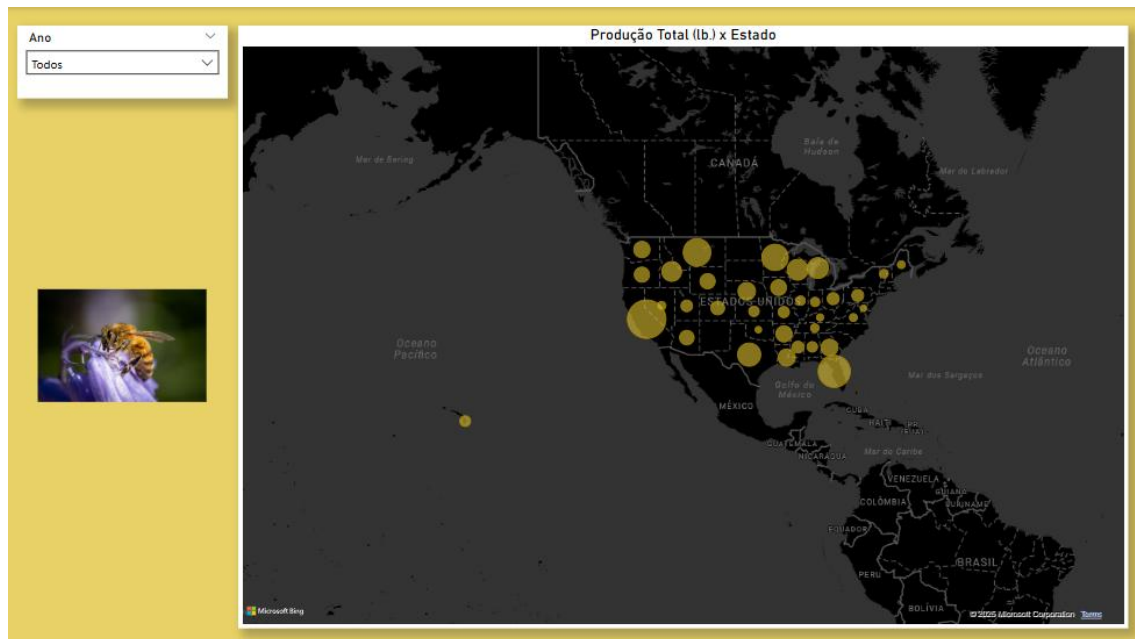 Ano
Todos
Produção Total (lb.) x Estado
Baía de
Hudson
Mar de Bering
CANADÁ
Mar do Labrador
ESTADOS UNIDOS
Oceano
Pacífico
Oceano
Atlântico
Mar dos Sargaços
Golfo do
México
MÉXICO
CUBA
HAITI
PR
GUATEMALA
NICARÁGUA
Mar do Caribe
VENEZUELA
GUIANA
COLÔMBIA
SURINAME
EQUADOR
BRASIL
PERU
BOLÍVIA
Microsoft Bing
© 2025 Microsoft Corporation Terms